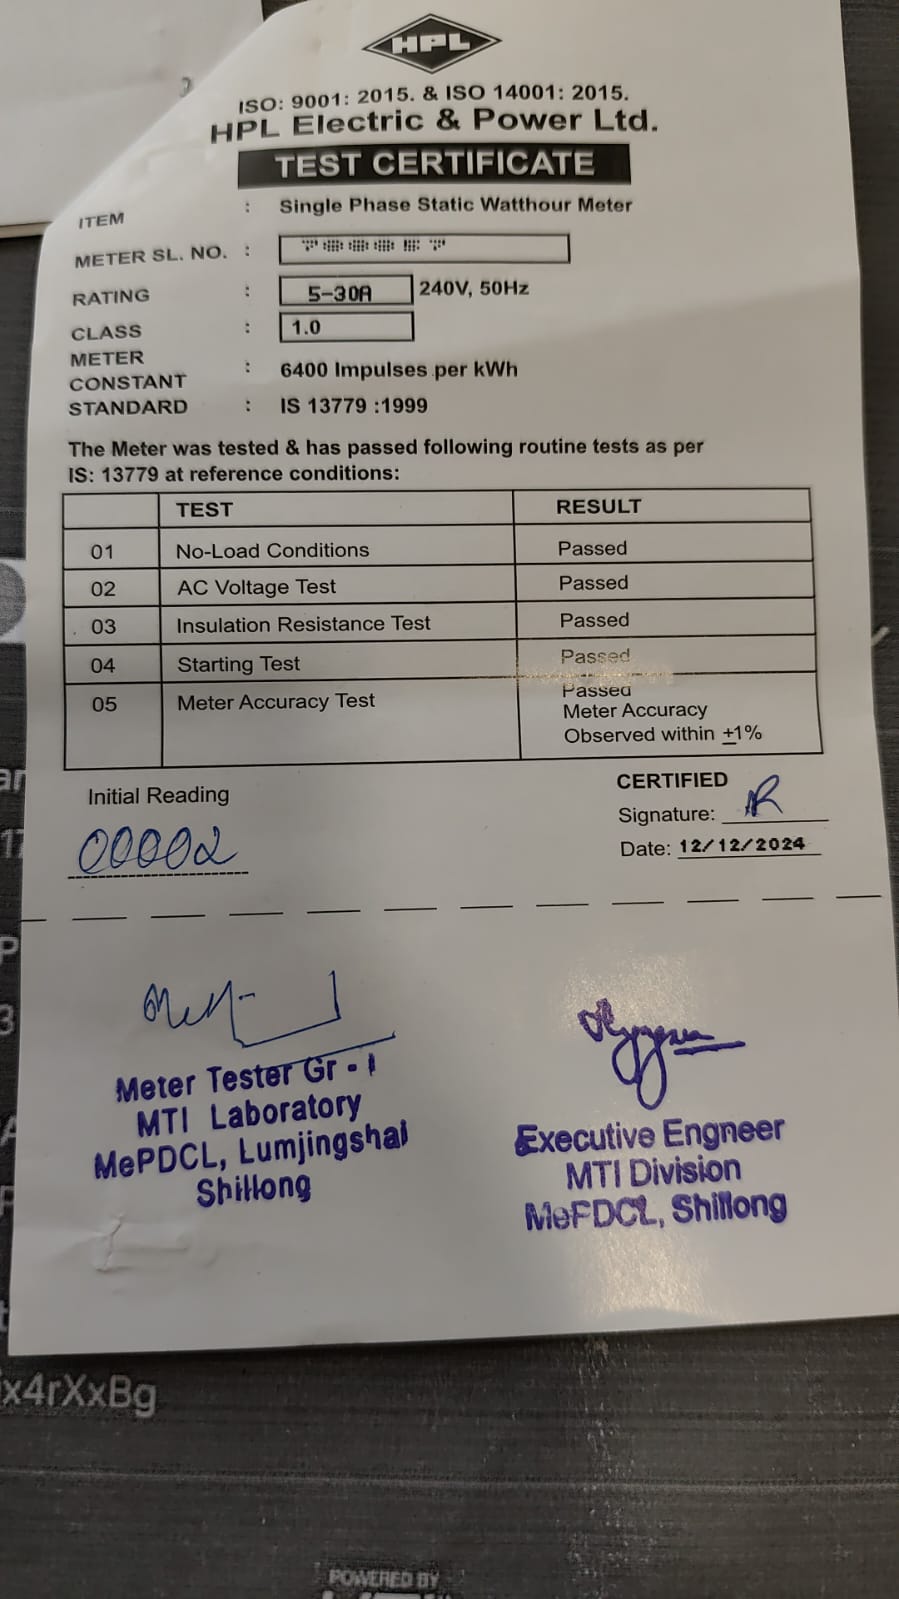 HPL
ISO: 9001: 2015. & ISO 14001: 2015.
HPL Electric & Power Ltd.
TEST CERTIFICATE
ITEM : Single Phase Static Watthour Meter
METER SL. NO. :
RATING : 5-30A 240V, 50Hz
CLASS : 1.0
METER
CONSTANT : 6400 Impulses per kWh
STANDARD : IS 13779 :1999
The Meter was tested & has passed following routine tests as per
IS: 13779 at reference conditions:
TEST RESULT
01 No-Load Conditions Passed
02 AC Voltage Test Passed
03 Insulation Resistance Test Passed
04 Starting Test Passed
05 Meter Accuracy Test Passed
Meter Accuracy
Observed within ±1%
Initial Reading
00002
CERTIFIED
Signature:
Date: 12/12/2024
Meter Tester Gr - I
MTI Laboratory
MePDCL, Lumjingshai
Shillong
Executive Engneer
MTI Division
MePDCL, Shillong
x4rXxBg
POWERED BY